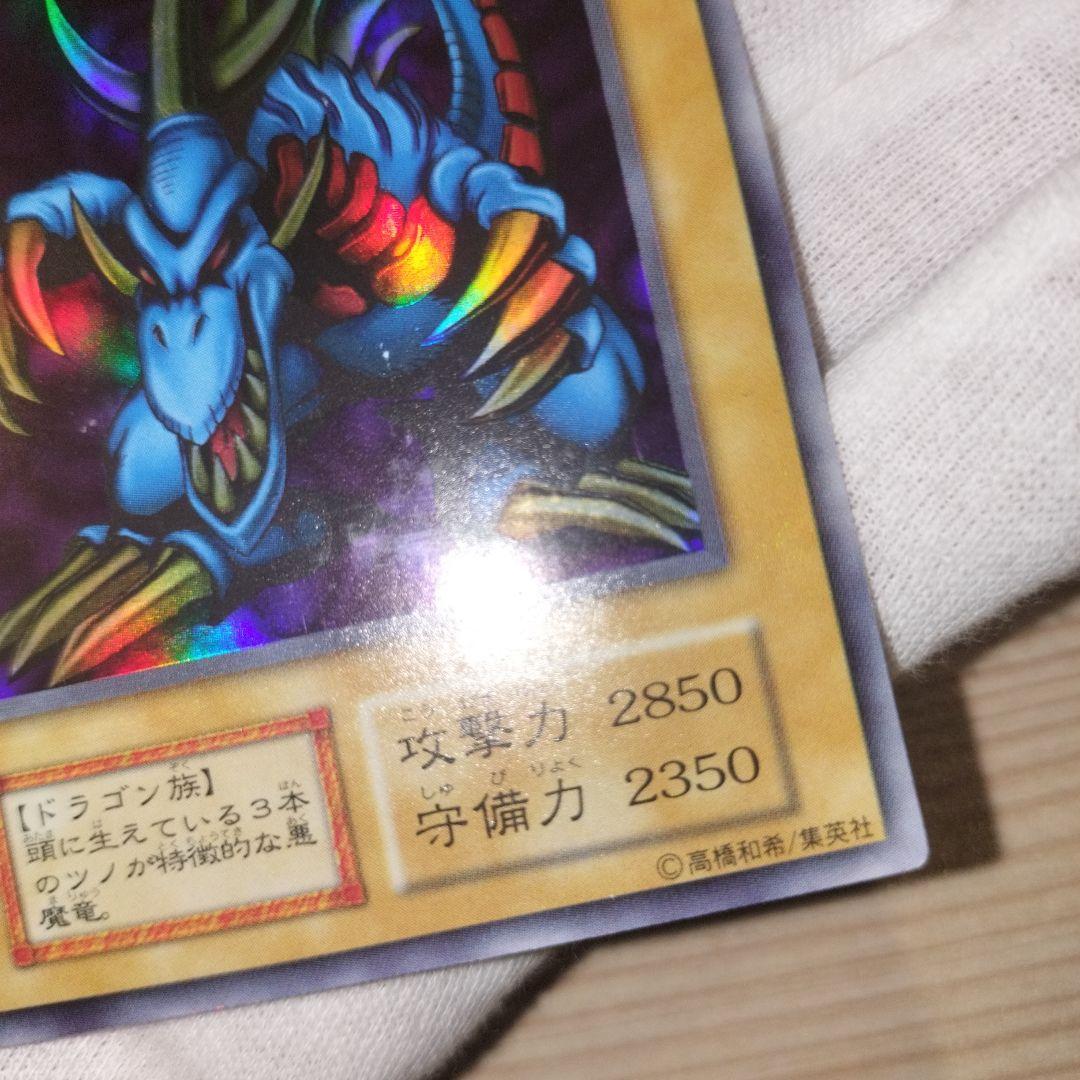 【ドラゴン族】
頭に生えている3本
のツノが特徴的な悪
魔竜。
攻撃力 2850
守備力 2350
©高橋和希/集英社